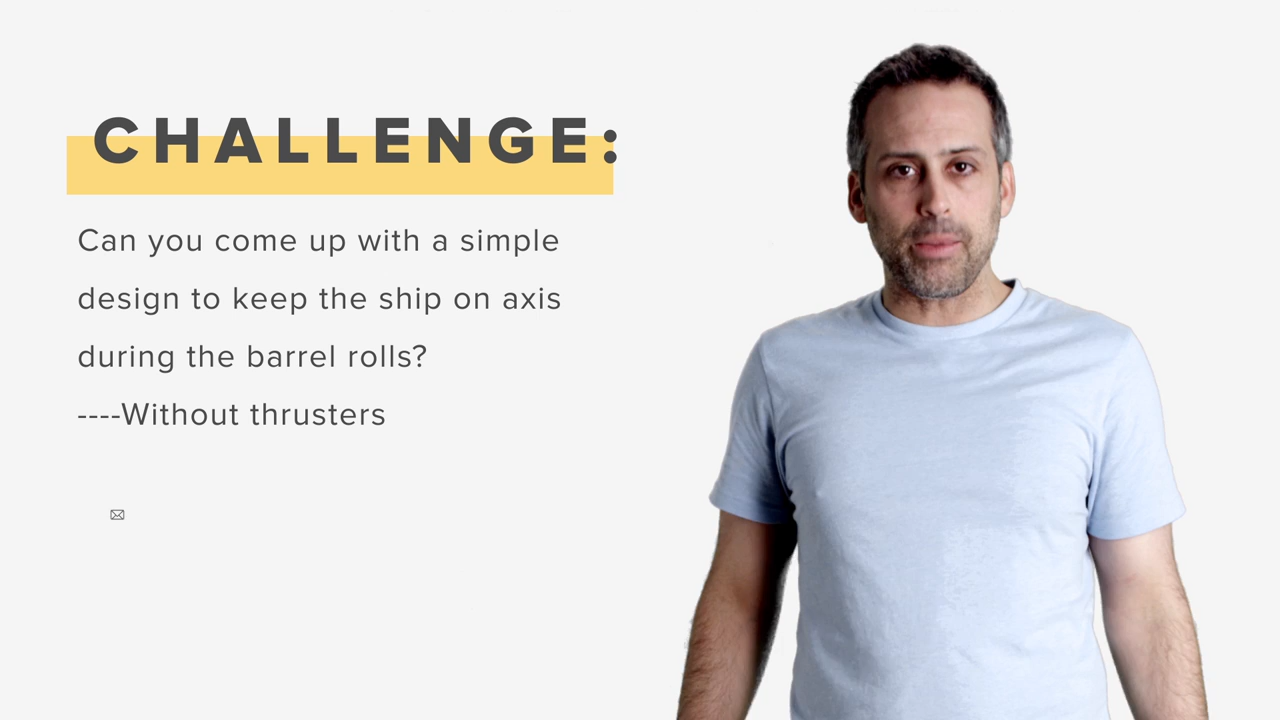 CHALLENGE:
Can you come up with a simple
design to keep the ship on axis
during the barrel rolls?
----Without thrusters